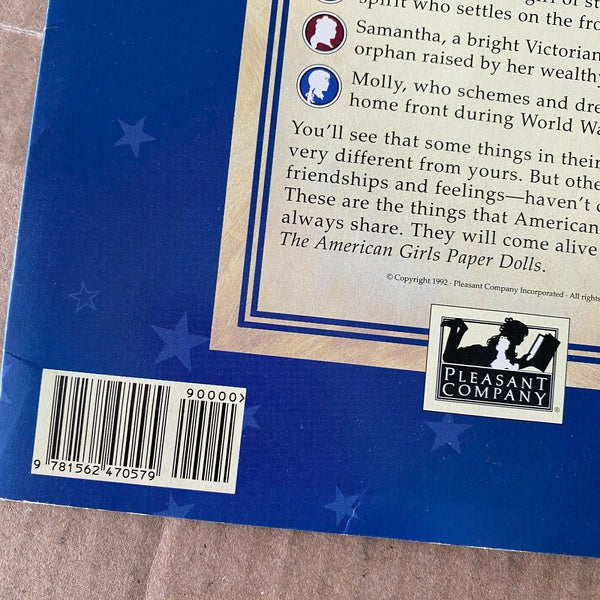 spirit who settles on the fro
Samantha, a bright Victorian
orphan raised by her wealthy
Molly, who schemes and dre
home front during World Wa
You'll see that some things in their
very different from yours. But othe
friendships and feelings—haven't c
These are the things that American
always share. They will come alive
The American Girls Paper Dolls.
© Copyright 1992 · Pleasant Company Incorporated · All rights
PLEASANT
COMPANY
®
90000>
9 781562 470579